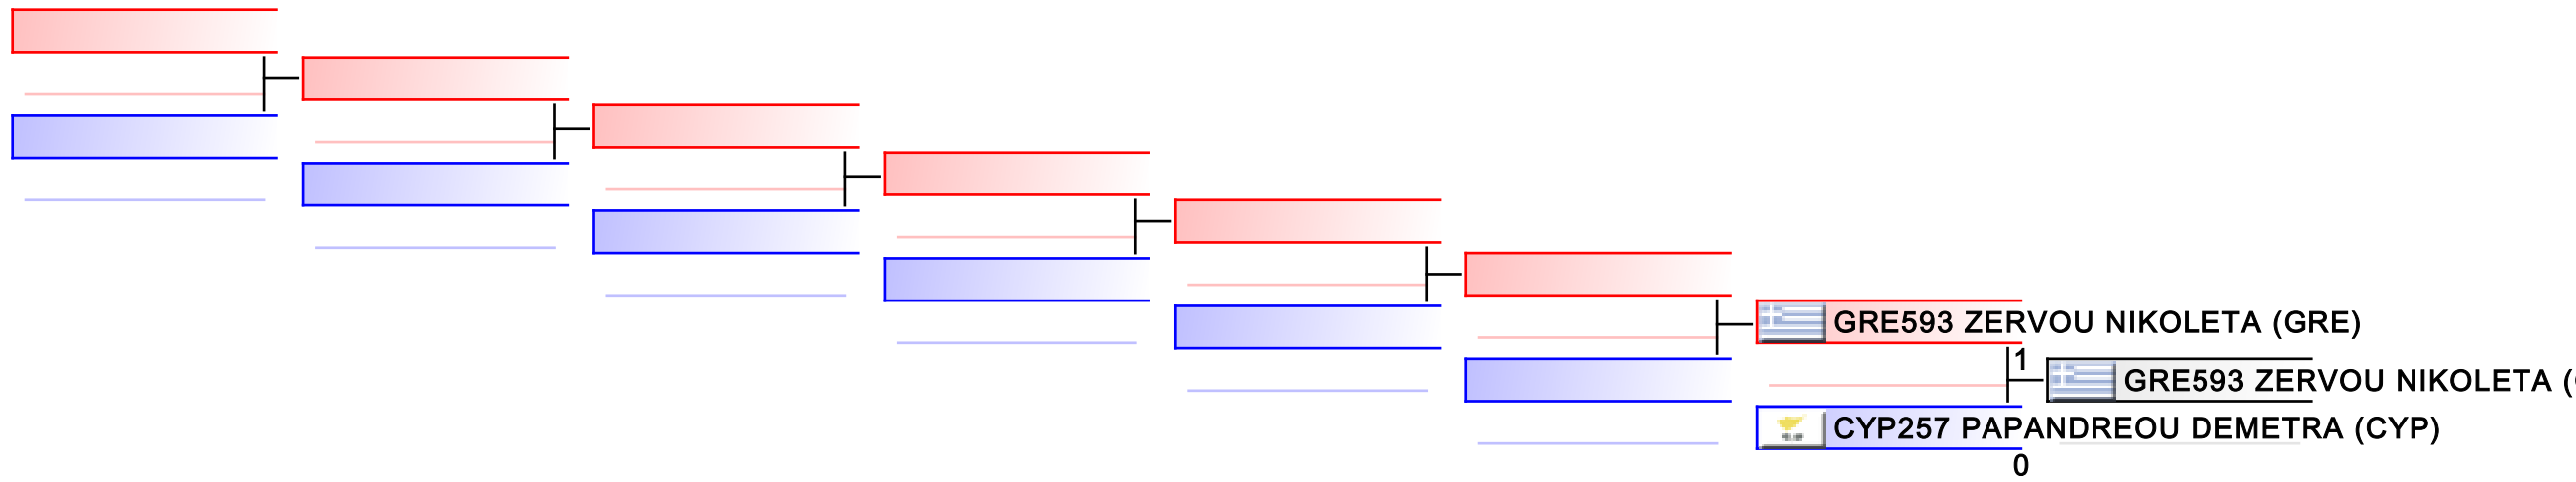 GRE593 ZERVOU NIKOLETA (GRE)
1
GRE593 ZERVOU NIKOLETA (
CYP257 PAPANDREOU DEMETRA (CYP)
0